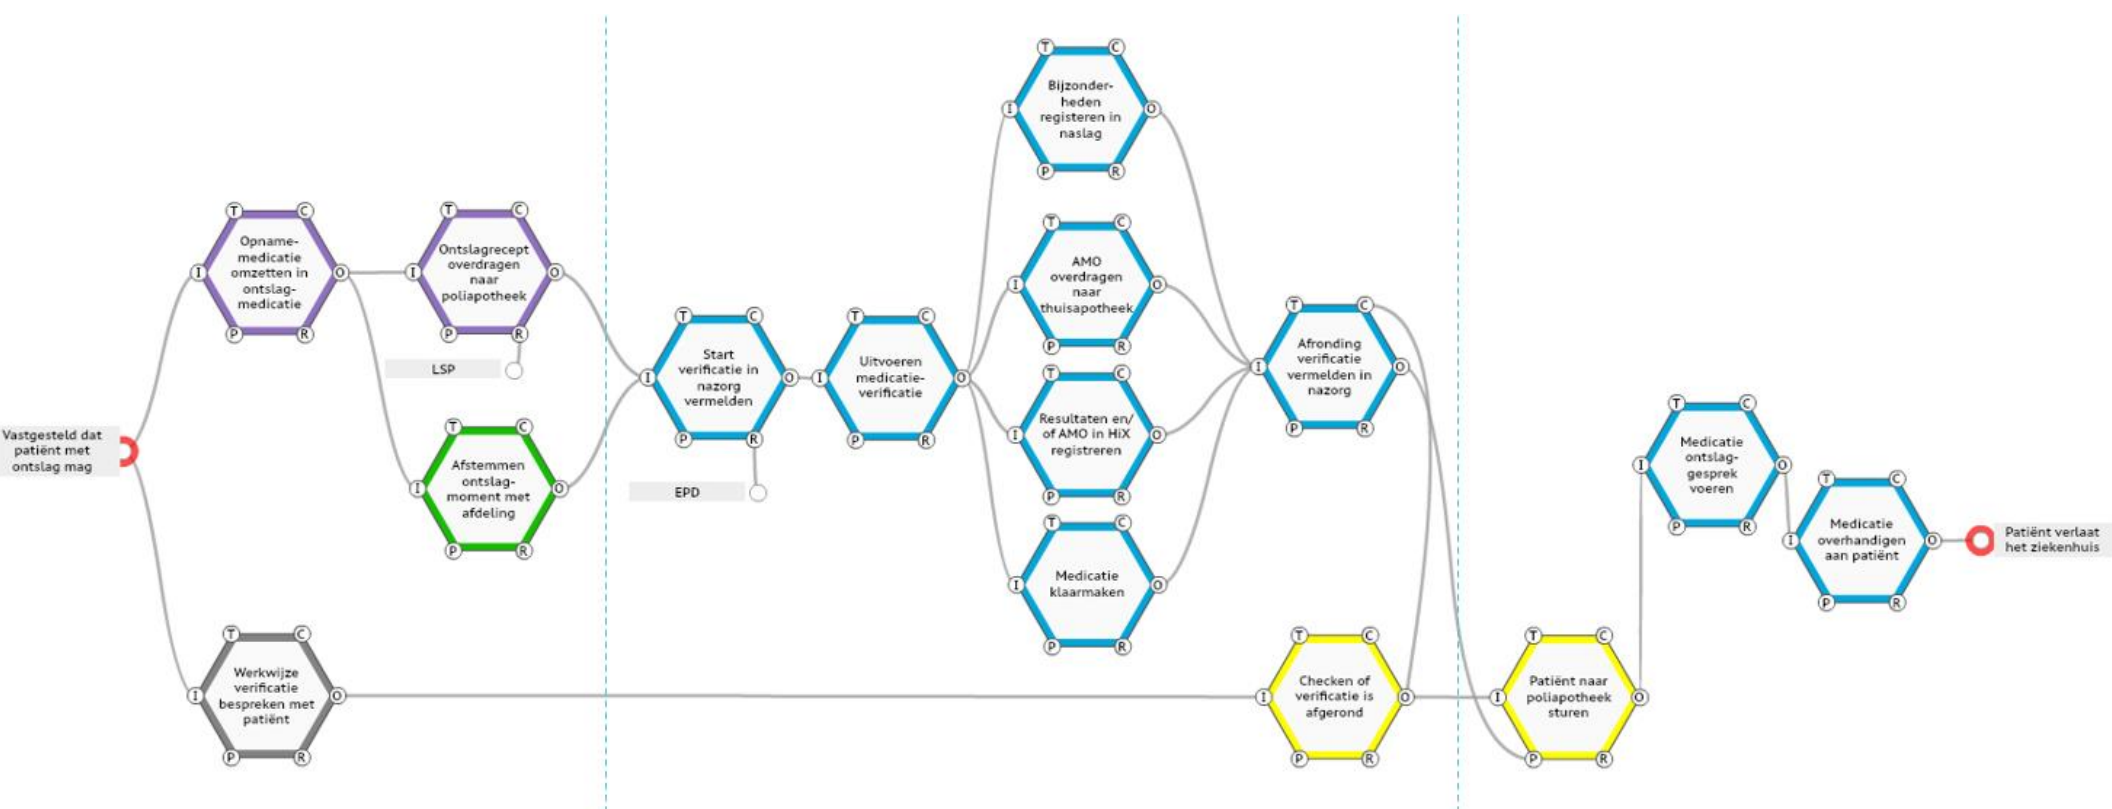 Vastgesteld dat
patiënt met
ontslag mag
T C
Opname-
medicatie
omzetten in
ontslag-
medicatie
I O
P R
T C
Ontslagrecept
overdragen
naar
poliapotheek
I O
P R
LSP
T C
Afstemmen
ontslag-
moment met
afdeling
I O
P R
T C
Werkwijze
verificatie
bespreken met
patiënt
I O
P R
T C
Start
verificatie in
nazorg
vermelden
I O
P R
EPD
T C
Uitvoeren
medicatie-
verificatie
I O
P R
T C
Bijzonder-
heden
registeren in
naslag
I O
P R
T C
AMO
overdragen
naar
thuisapotheek
I O
P R
T C
Resultaten en/
of AMO in HiX
registreren
I O
P R
T C
Medicatie
klaarmaken
I O
P R
T C
Afronding
verificatie
vermelden in
nazorg
I O
P R
T C
Checken of
verificatie is
afgerond
I O
P R
T C
Patiënt naar
poliapotheek
sturen
I O
P R
T C
Medicatie
ontslag-
gesprek
voeren
I O
P R
T C
Medicatie
overhandigen
aan patiënt
I O
P R
Patiënt verlaat
het ziekenhuis